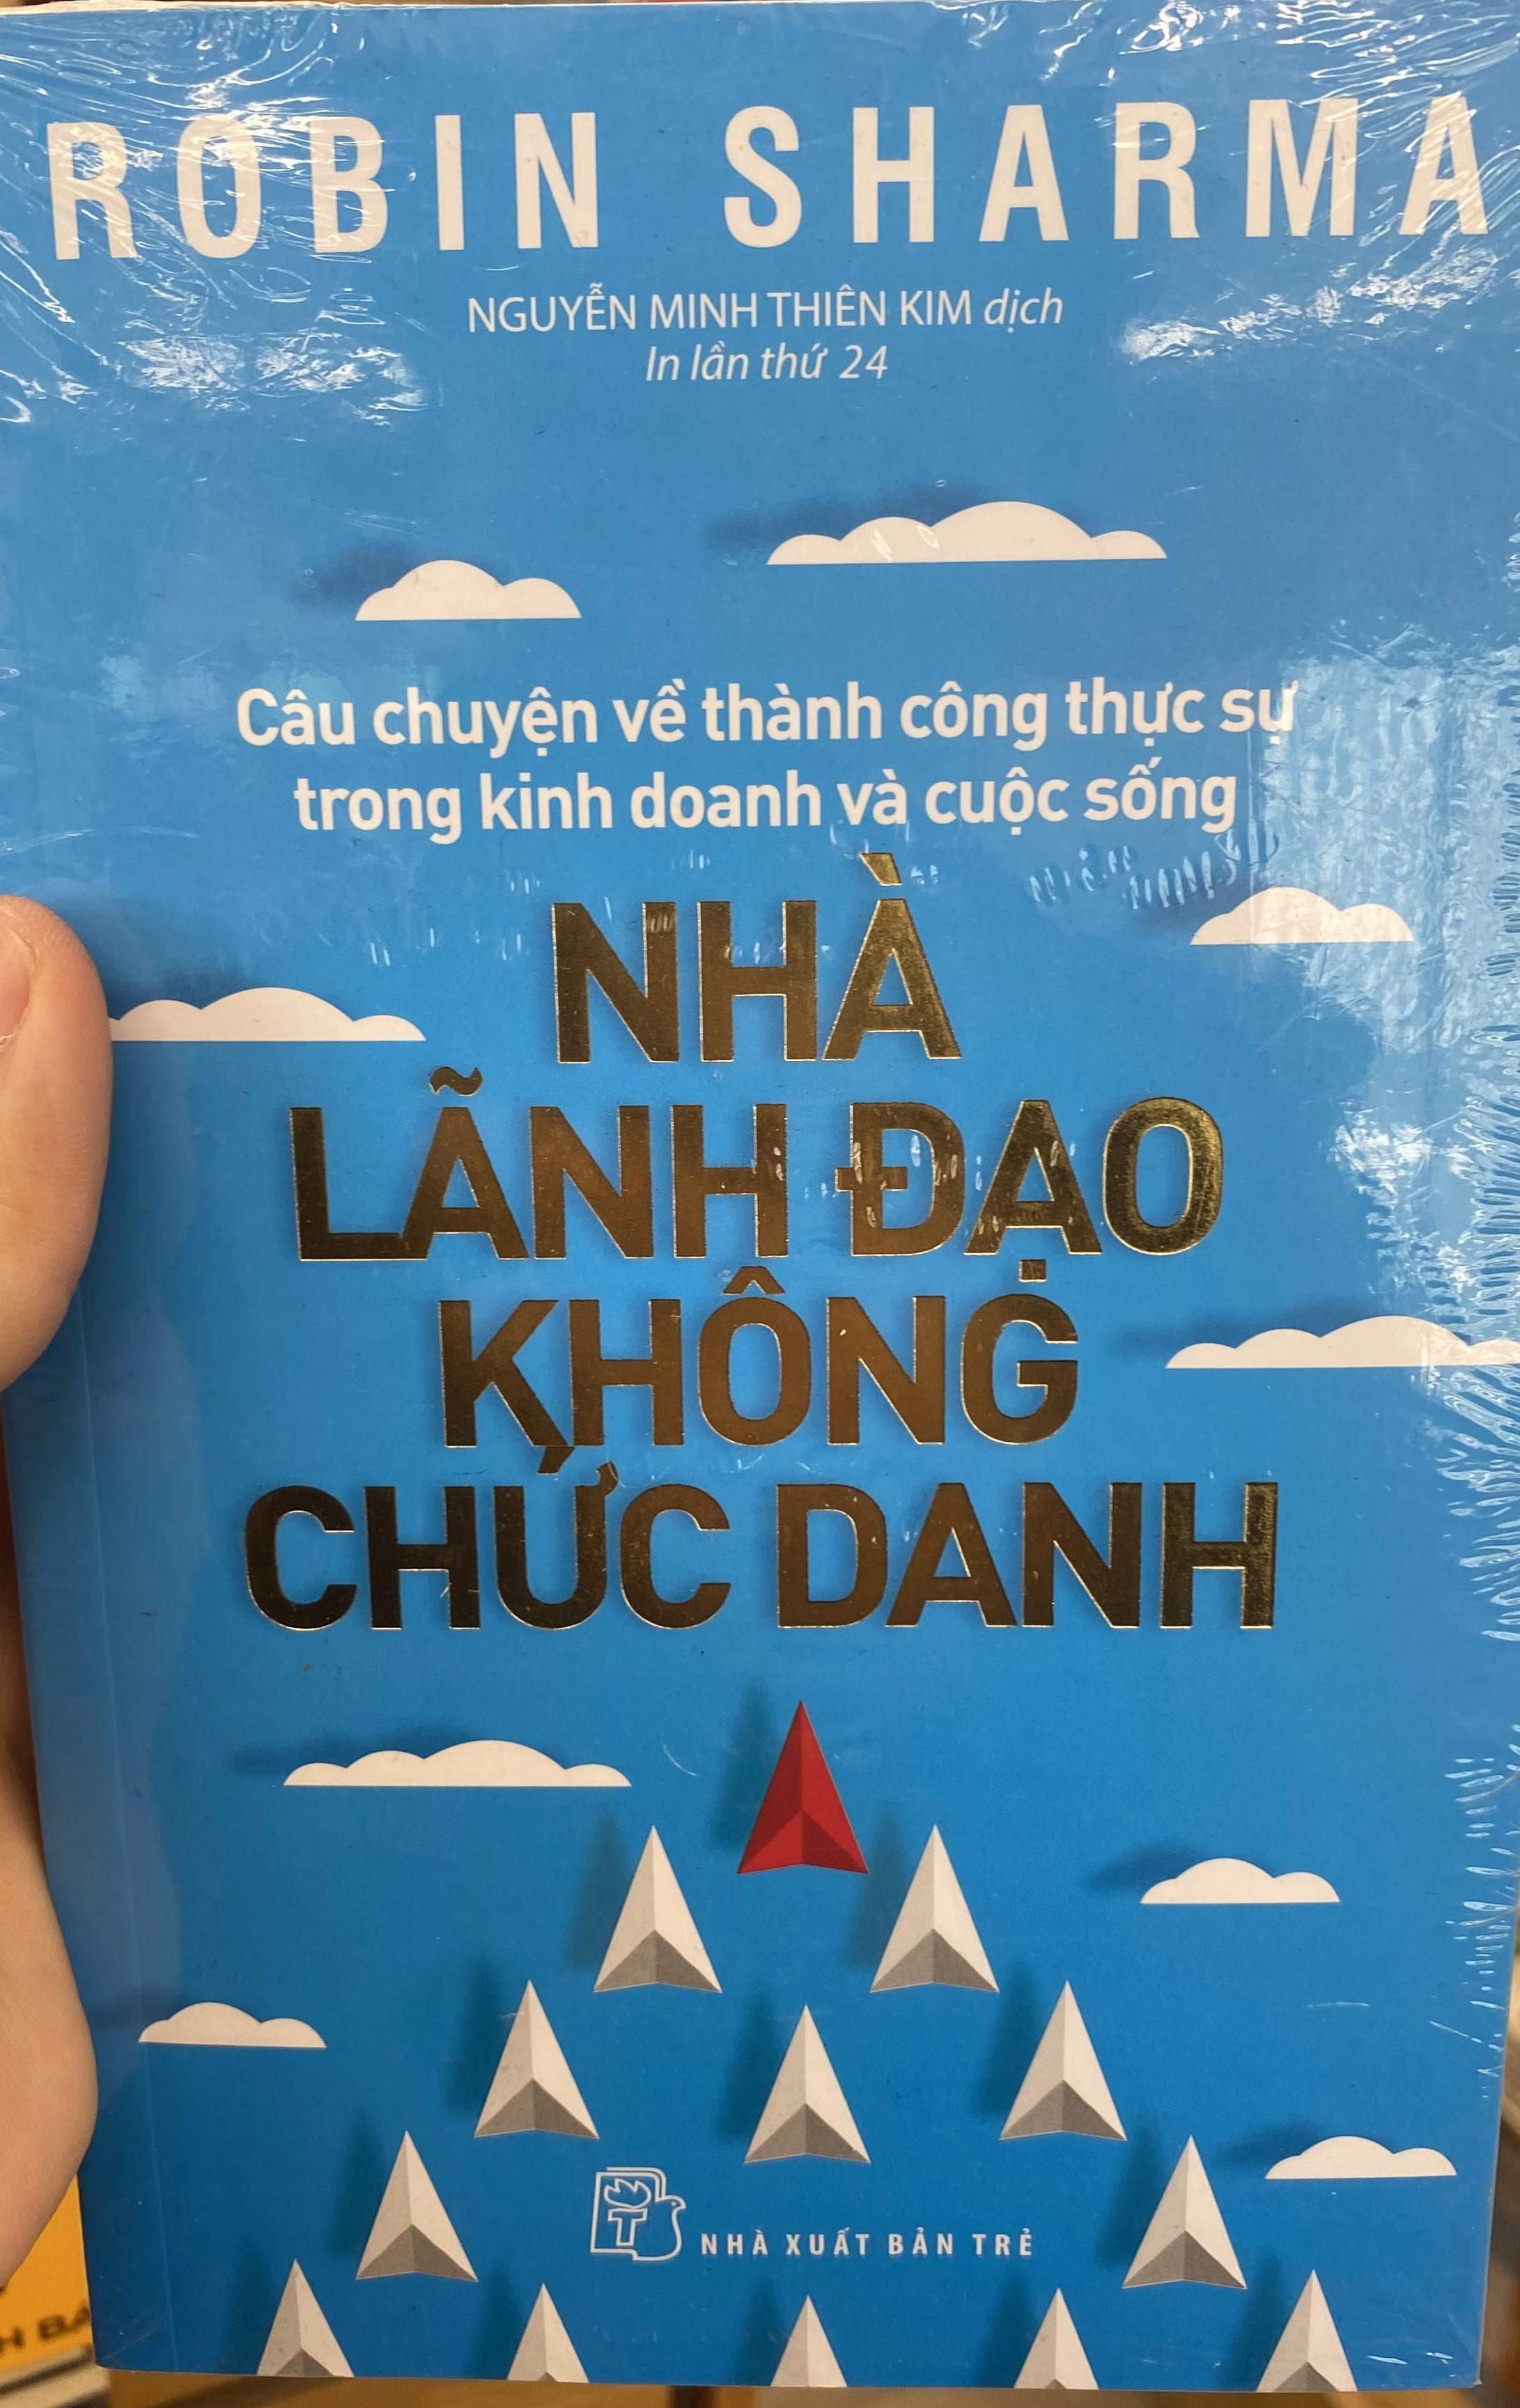 ROBIN SHARMA
NGUYỄN MINH THIÊN KIM dịch
In lần thứ 24
Câu chuyện về thành công thực sự
trong kinh doanh và cuộc sống
NHÀ
LÃNH ĐẠO
KHÔNG
CHỨC DANH
T
NHÀ XUẤT BẢN TRẺ